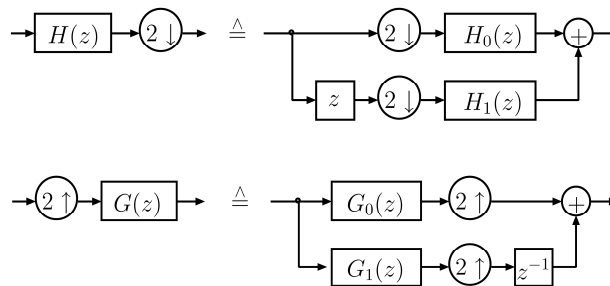 H(z) 2 ↓ ≙ 2 ↓ H₀(z) +
z 2 ↓ H₁(z)
2 ↑ G(z) ≙ G₀(z) 2 ↑ +
G₁(z) 2 ↑ z⁻¹